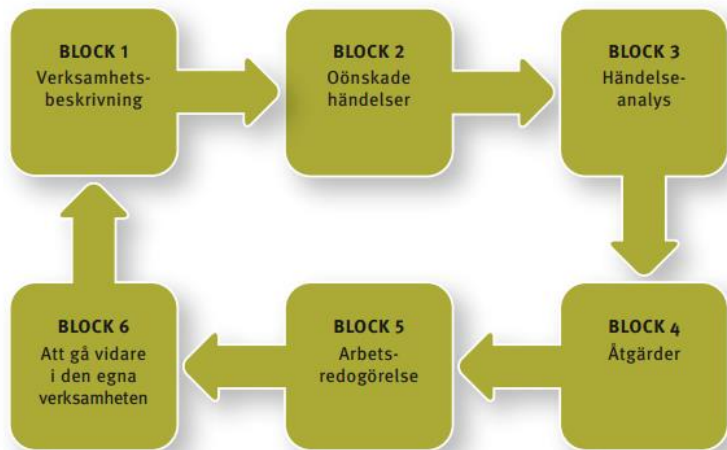 BLOCK 1
Verksamhets-
beskrivning
BLOCK 2
Oönskade
händelser
BLOCK 3
Händelse-
analys
BLOCK 4
Åtgärder
BLOCK 5
Arbets-
redogörelse
BLOCK 6
Att gå vidare
i den egna
verksamheten